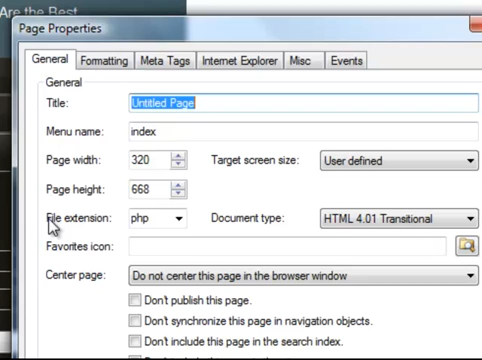 Are the Best
Page Properties
General Formatting Meta Tags Internet Explorer Misc Events
General
Title: Untitled Page
Menu name: index
Page width: 320 Target screen size: User defined
Page height: 668
File extension: php Document type: HTML 4.01 Transitional
Favorites icon:
Center page: Do not center this page in the browser window
Don't publish this page.
Don't synchronize this page in navigation objects.
Don't include this page in the search index.